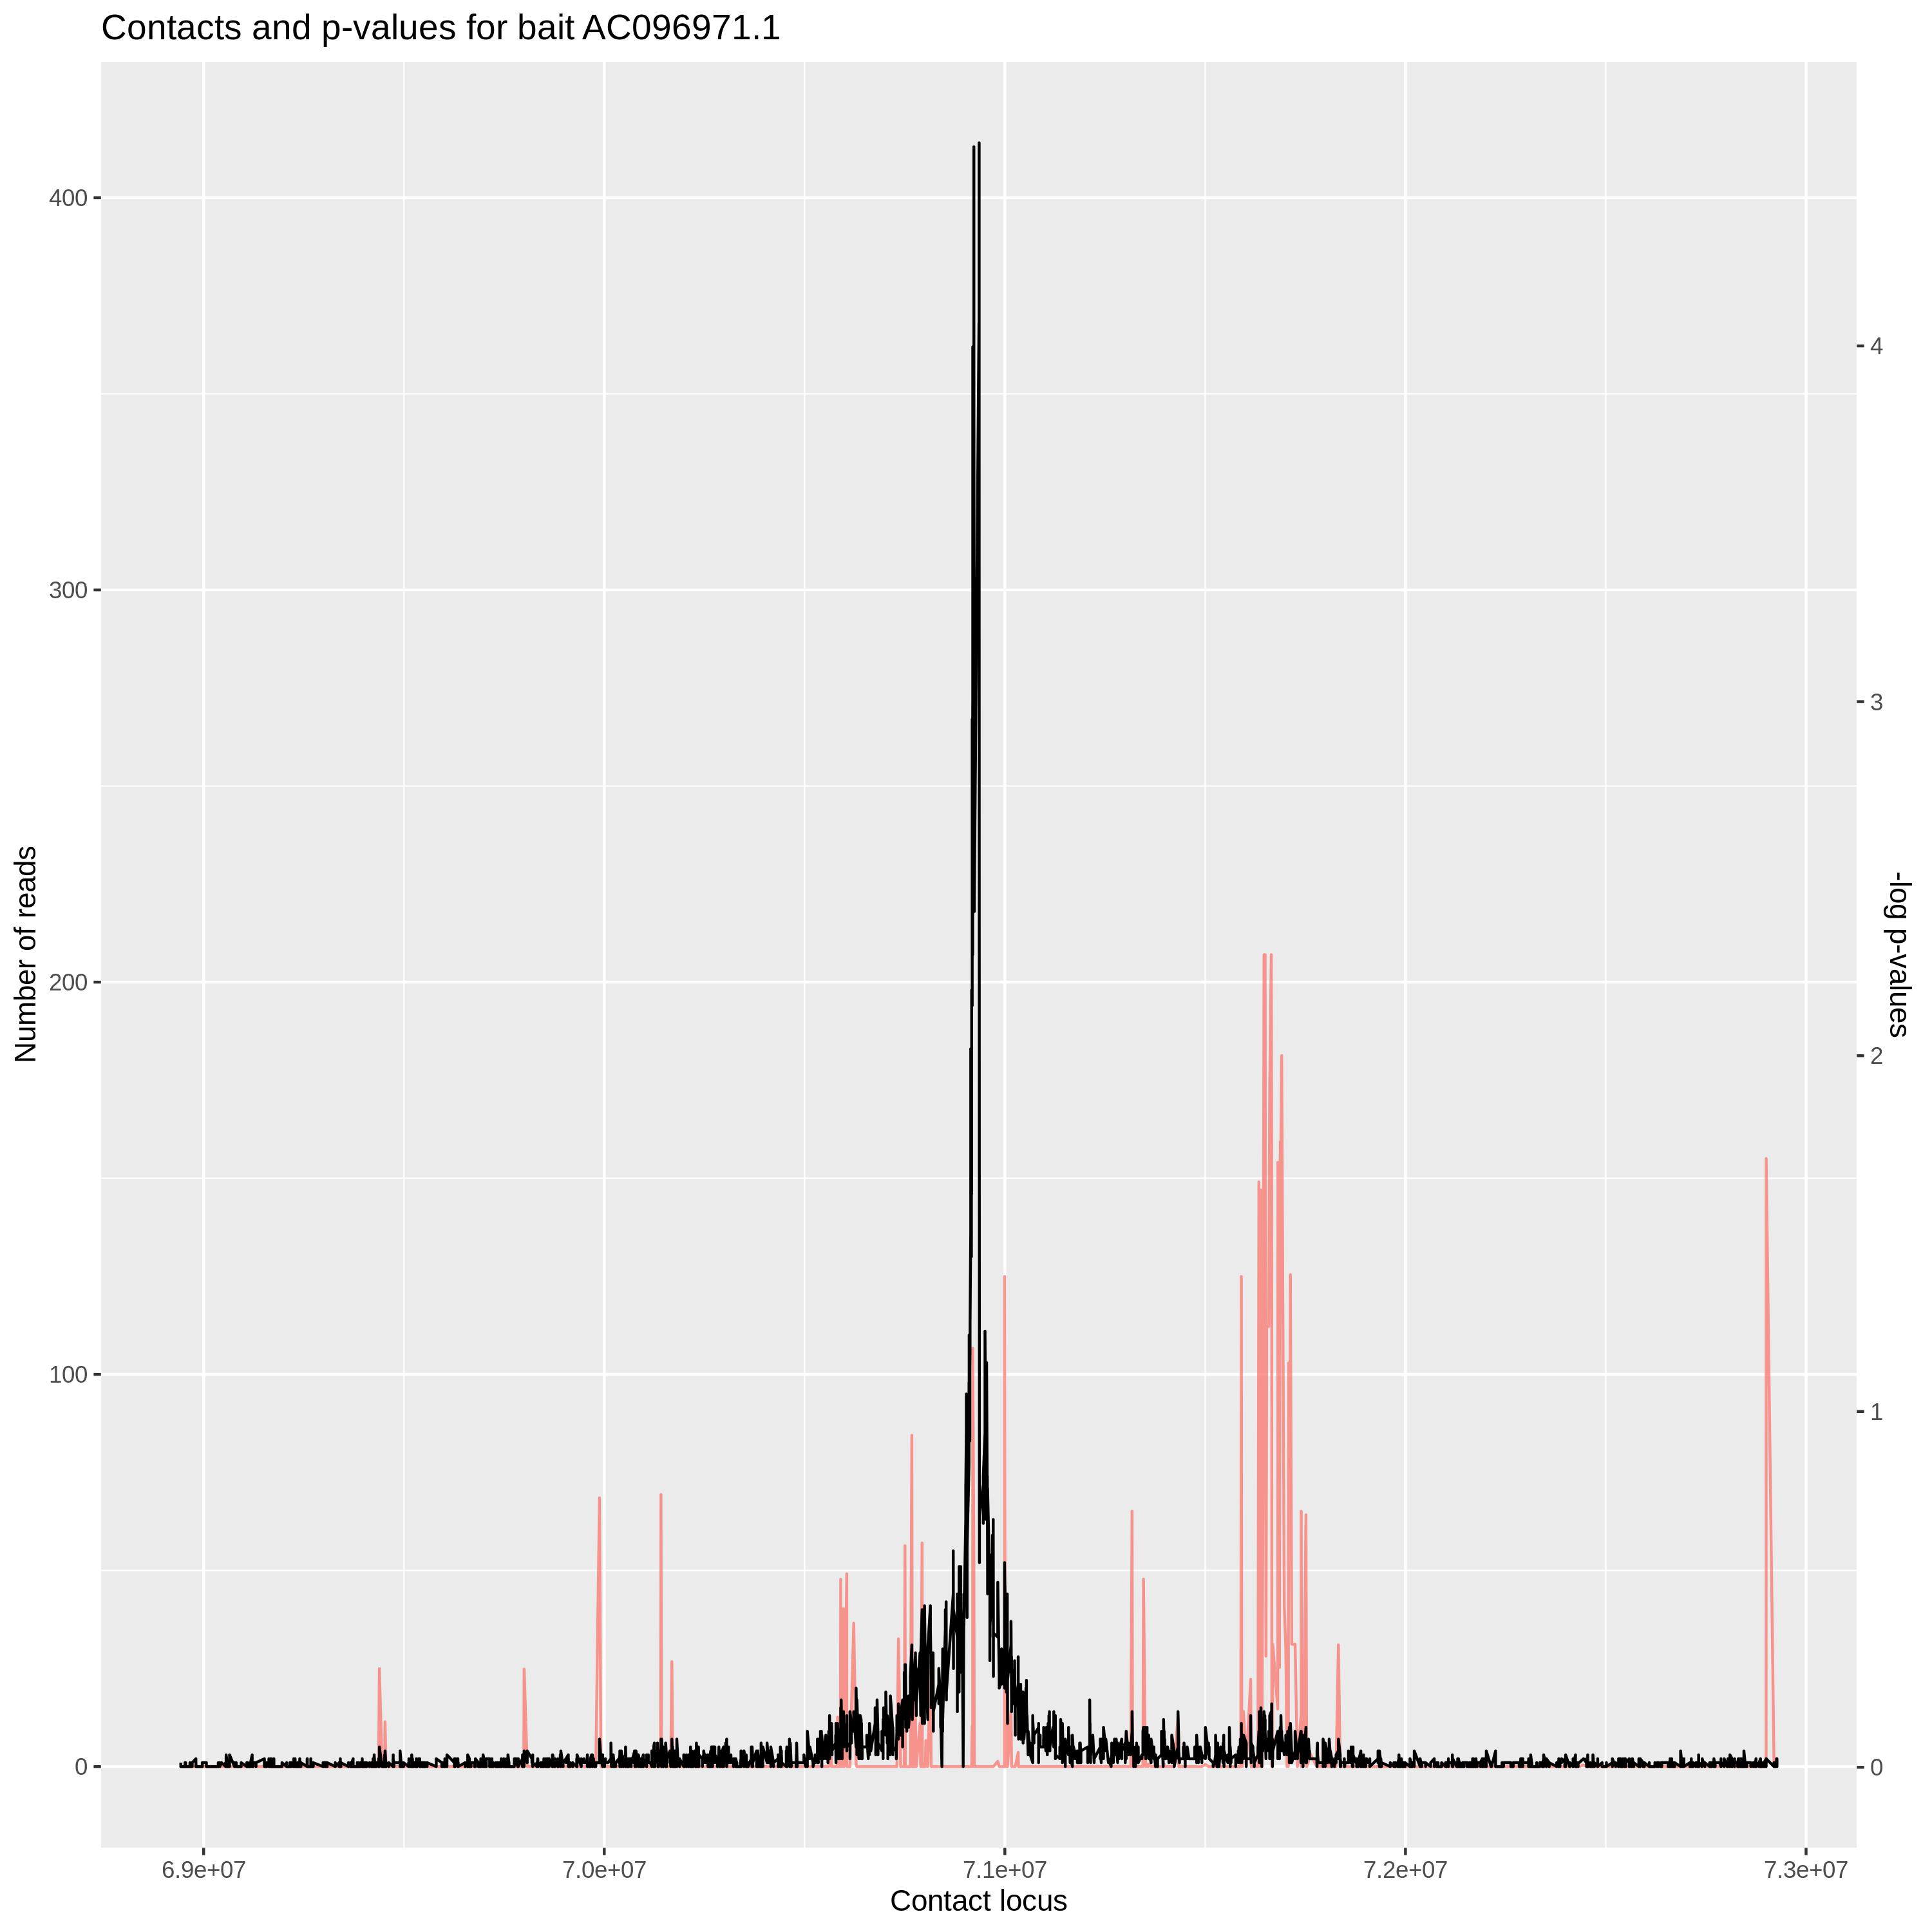 Contacts and p-values for bait AC096971.1
400
300
200
100
0
Number of reads
4
3
2
1
0
-log p-values
6.9e+07 7.0e+07 7.1e+07 7.2e+07 7.3e+07
Contact locus